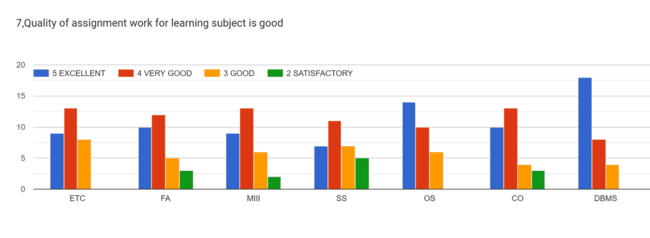 7,Quality of assignment work for learning subject is good
20
5 EXCELLENT 4 VERY GOOD 3 GOOD 2 SATISFACTORY
15
10
5
0
ETC FA MIII SS OS CO DBMS